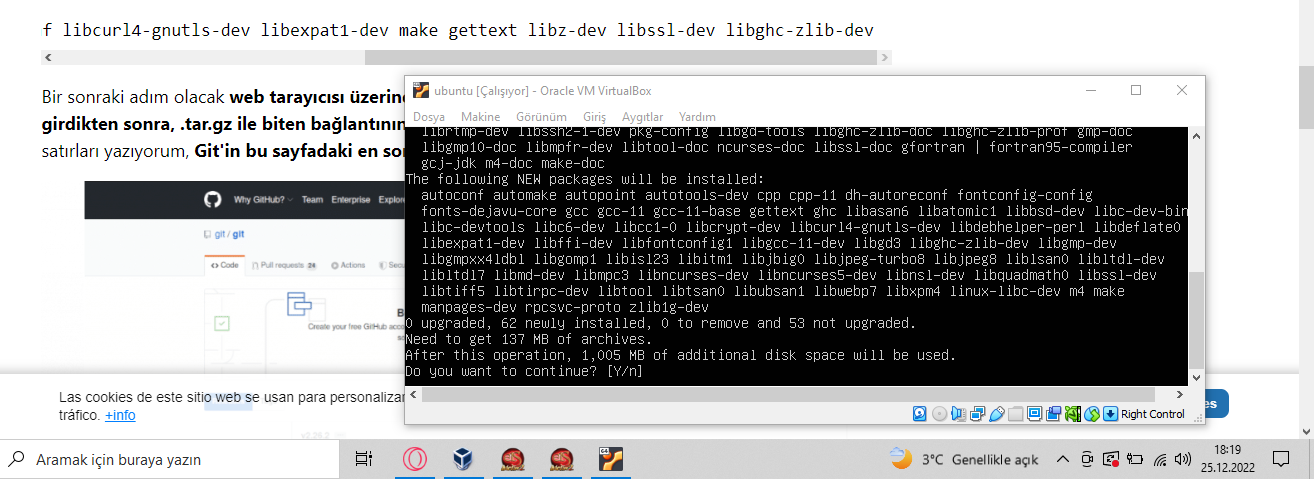 f libcurl4-gnutls-dev libexpat1-dev make gettext libz-dev libssl-dev libghc-zlib-dev
Bir sonraki adım olacak web tarayıcısı üzerin
girdikten sonra, .tar.gz ile biten bağlantının
satırları yazıyorum, Git'in bu sayfadaki en so
Why GitHub?
Team
Enterprise
Explor
git / git
Code
Pull requests 24
Actions
Secu
B
Create your free GitHub acco
Las cookies de este sitio web se usan para personalizar
tráfico. +info
es
v2.29.2
ubuntu [Çalışıyor] - Oracle VM VirtualBox
Dosya Makine Görünüm Giriş Aygıtlar Yardım
librtmp-dev libssh2-1-dev pkg-config libgd-tools libghc-zlib-doc libghc-zlib-prof gmp-doc
libgmp10-doc libmpfr-dev libtool-doc ncurses-doc libssl-doc gfortran | fortran95-compiler
gcj-jdk m4-doc make-doc
The following NEW packages will be installed:
autoconf automake autopoint autotools-dev cpp cpp-11 dh-autoreconf fontconfig-config
fonts-dejavu-core gcc gcc-11 gcc-11-base gettext ghc libasan6 libatomic1 libbsd-dev libc-dev-bin
libc-devtools libc6-dev libcc1-0 libcrypt-dev libcurl4-gnutls-dev libdebhelper-perl libdeflate0
libexpat1-dev libffi-dev libfontconfig1 libgcc-11-dev libgd3 libghc-zlib-dev libgmp-dev
libgmpxx4ldbl libgomp1 libisl23 libitm1 libjbig0 libjpeg-turbo8 libjpeg8 liblsan0 libltdl-dev
libltdl7 libmd-dev libmpc3 libncurses-dev libncurses5-dev libnsl-dev libquadmath0 libssl-dev
libtiff5 libtirpc-dev libtool libtsan0 libubsan1 libwebp7 libxpm4 linux-libc-dev m4 make
manpages-dev rpcsvc-proto zlib1g-dev
0 upgraded, 62 newly installed, 0 to remove and 53 not upgraded.
Need to get 137 MB of archives.
After this operation, 1,005 MB of additional disk space will be used.
Do you want to continue? [Y/n]
Right Control
Aramak için buraya yazın
3°C Genellikle açık
18:19
25.12.2022